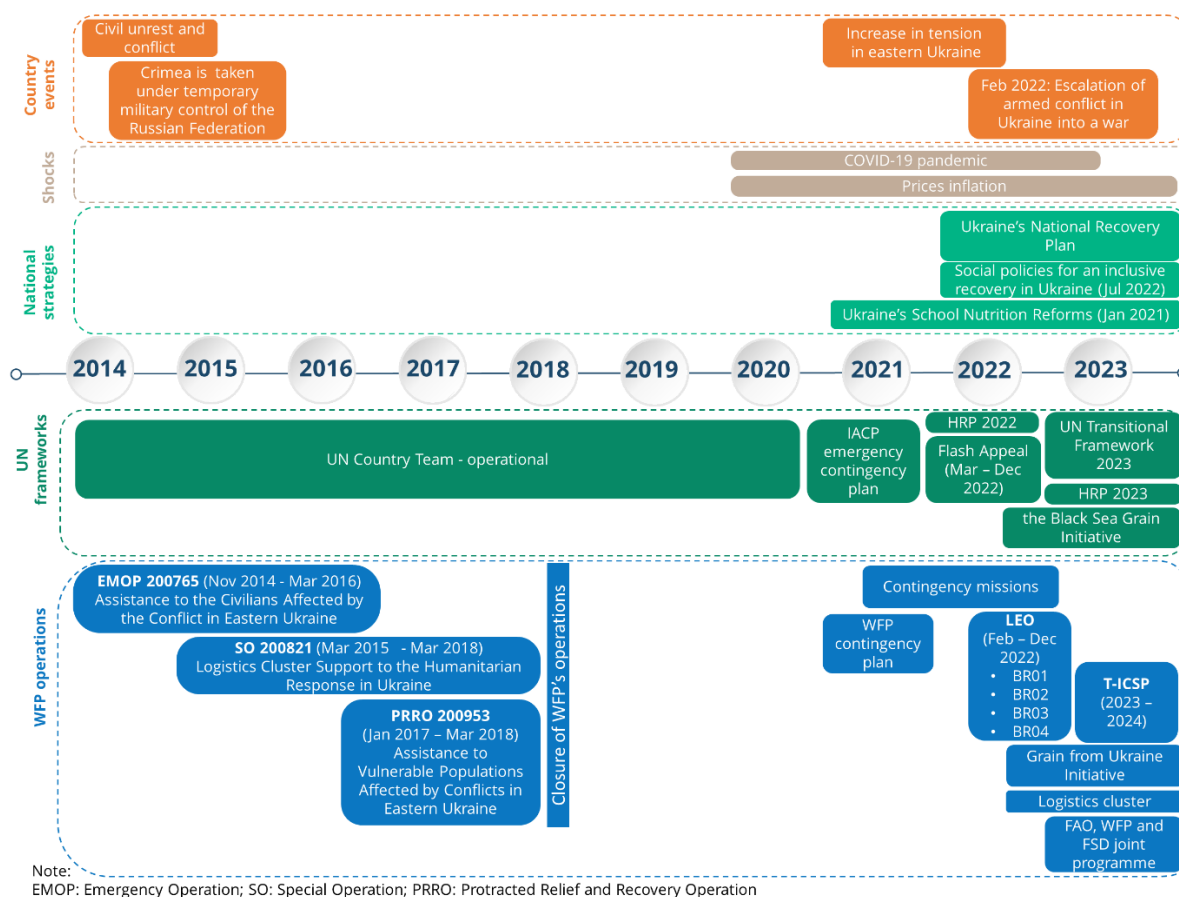 Country
events
Civil unrest and
conflict
Crimea is taken
under temporary
military control of the
Russian Federation
Increase in tension
in eastern Ukraine
Feb 2022: Escalation of
armed conflict in
Ukraine into a war
Shocks
COVID-19 pandemic
Prices inflation
National
strategies
Ukraine's National Recovery
Plan
Social policies for an inclusive
recovery in Ukraine (Jul 2022)
Ukraine's School Nutrition Reforms (Jan 2021)
2014 2015 2016 2017 2018 2019 2020 2021 2022 2023
UN
frameworks
UN Country Team - operational
IACP
emergency
contingency
plan
HRP 2022
Flash Appeal
(Mar – Dec
2022)
UN Transitional
Framework
2023
HRP 2023
the Black Sea Grain
Initiative
WFP operations
EMOP 200765 (Nov 2014 - Mar 2016)
Assistance to the Civilians Affected by
the Conflict in Eastern Ukraine
SO 200821 (Mar 2015 - Mar 2018)
Logistics Cluster Support to the Humanitarian
Response in Ukraine
PRRO 200953
(Jan 2017 – Mar 2018)
Assistance to
Vulnerable Populations
Affected by Conflicts in
Eastern Ukraine
Closure of WFP's operations
Contingency missions
WFP
contingency
plan
LEO
(Feb – Dec
2022)
• BR01
• BR02
• BR03
• BR04
T-ICSP
(2023 –
2024)
Grain from Ukraine
Initiative
Logistics cluster
FAO, WFP and
FSD joint
programme
Note:
EMOP: Emergency Operation; SO: Special Operation; PRRO: Protracted Relief and Recovery Operation